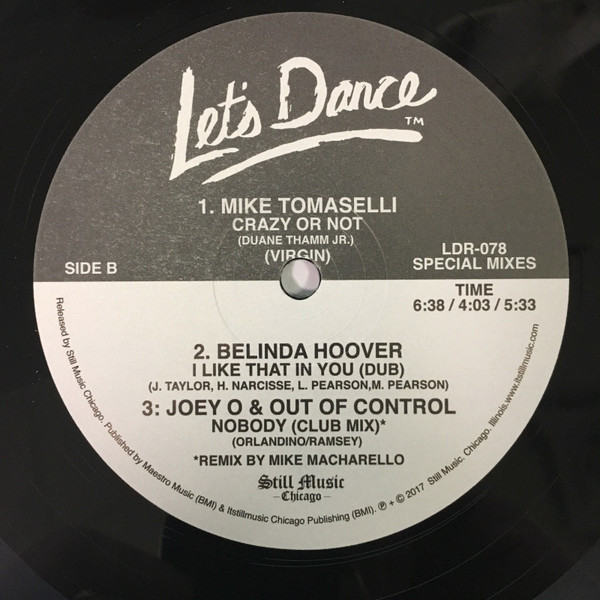 Let's Dance™
1. MIKE TOMASELLI
CRAZY OR NOT
(DUANE THAMM JR.)
(VIRGIN)
SIDE B
LDR-078
SPECIAL MIXES
TIME
6:38 / 4:03 / 5:33
2. BELINDA HOOVER
I LIKE THAT IN YOU (DUB)
(J. TAYLOR, H. NARCISSE, L. PEARSON,M. PEARSON)
3: JOEY O & OUT OF CONTROL
NOBODY (CLUB MIX)*
(ORLANDINO/RAMSEY)
*REMIX BY MIKE MACHARELLO
Still Music
–Chicago–
Released by Still Music Chicago. Published by Maestro Music (BMI) & Itstillmusic Chicago Publishing (BMI). ℗ + © 2017 Still Music. Chicago. Illinois. www.itstillmusic.com